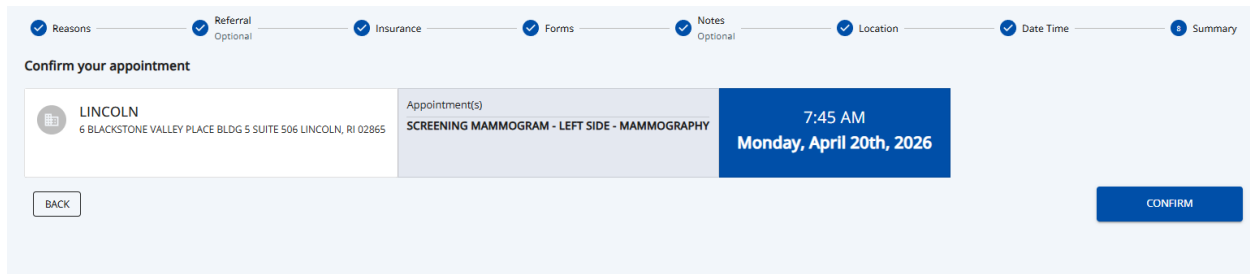 Reasons
Referral
Optional
Insurance
Forms
Notes
Optional
Location
Date Time
8 Summary
Confirm your appointment
LINCOLN
6 BLACKSTONE VALLEY PLACE BLDG 5 SUITE 506 LINCOLN, RI 02865
Appointment(s)
SCREENING MAMMOGRAM - LEFT SIDE - MAMMOGRAPHY
7:45 AM
Monday, April 20th, 2026
BACK
CONFIRM